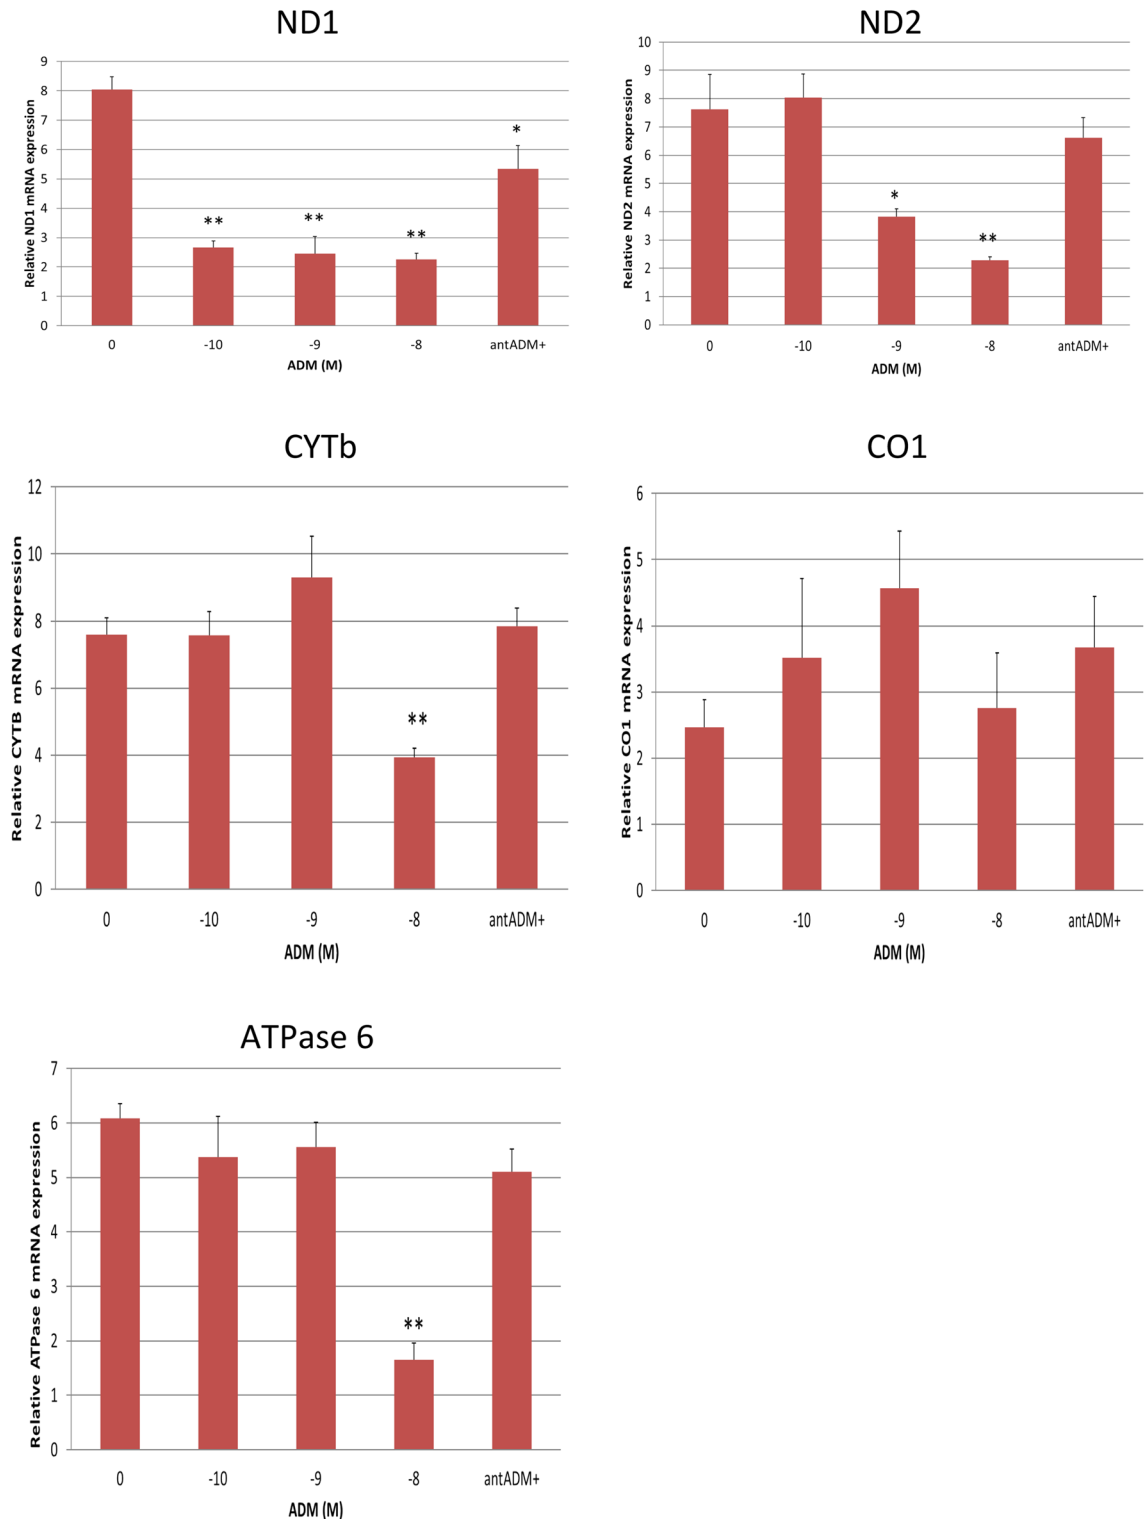 ND1
Relative ND1 mRNA expression
9
8
7
6
5
4
3
2
1
0
**
**
**
*
0 -10 -9 -8 antADM+
ADM (M)
ND2
Relative ND2 mRNA expression
10
9
8
7
6
5
4
3
2
1
0
*
**
0 -10 -9 -8 antADM+
ADM (M)
CYTb
Relative CYTB mRNA expression
12
10
8
6
4
2
0
**
0 -10 -9 -8 antADM+
ADM (M)
CO1
Relative CO1 mRNA expression
6
5
4
3
2
1
0
0 -10 -9 -8 antADM+
ADM (M)
ATPase 6
Relative ATPase 6 mRNA expression
7
6
5
4
3
2
1
0
**
0 -10 -9 -8 antADM+
ADM (M)